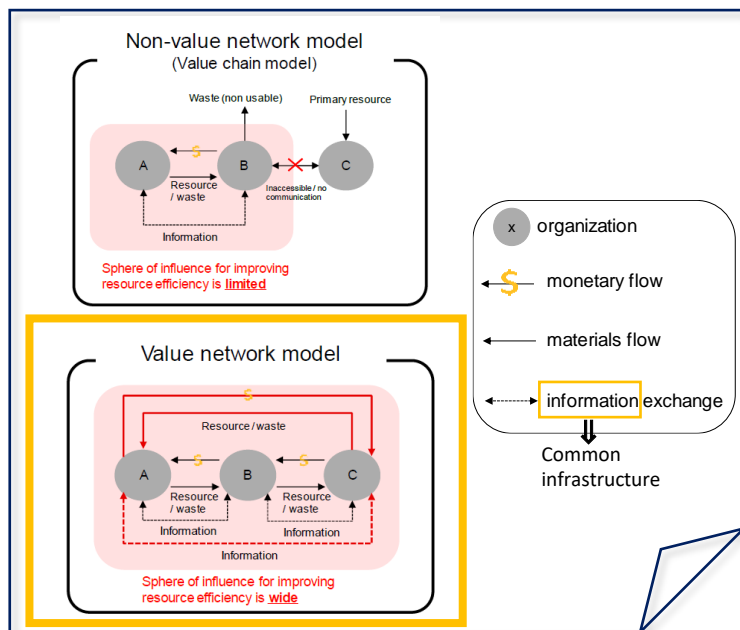 Non-value network model
(Value chain model)
Waste (non usable)
Primary resource
$
A
B
C
Resource
/ waste
Inaccessible / no
communication
Information
Sphere of influence for improving
resource efficiency is limited
Value network model
$
Resource / waste
$
$
A
B
C
Resource
/ waste
Resource
/ waste
Information
Information
Information
Sphere of influence for improving
resource efficiency is wide
x
organization
$
monetary flow
materials flow
information exchange
Common
infrastructure